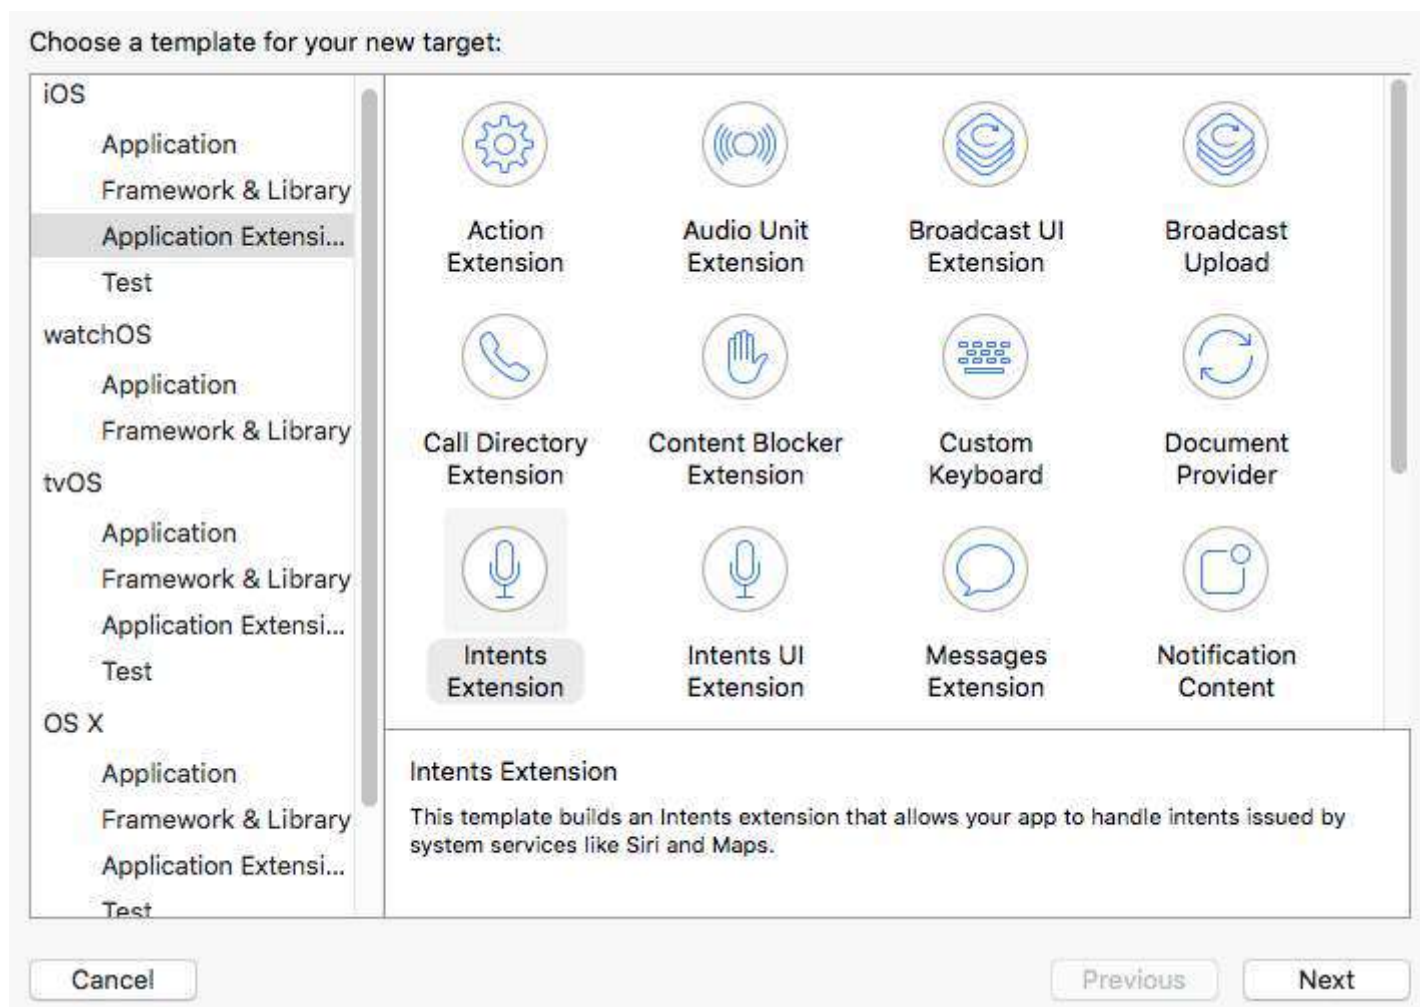 Choose a template for your new target:
iOS
Application
Framework & Library
Application Extensi...
Test
watchOS
Application
Framework & Library
tvOS
Application
Framework & Library
Application Extensi...
Test
OS X
Application
Framework & Library
Application Extensi...
Test
Action
Extension
Audio Unit
Extension
Broadcast UI
Extension
Broadcast
Upload
Call Directory
Extension
Content Blocker
Extension
Custom
Keyboard
Document
Provider
Intents
Extension
Intents UI
Extension
Messages
Extension
Notification
Content
Intents Extension
This template builds an Intents extension that allows your app to handle intents issued by
system services like Siri and Maps.
Cancel
Previous
Next